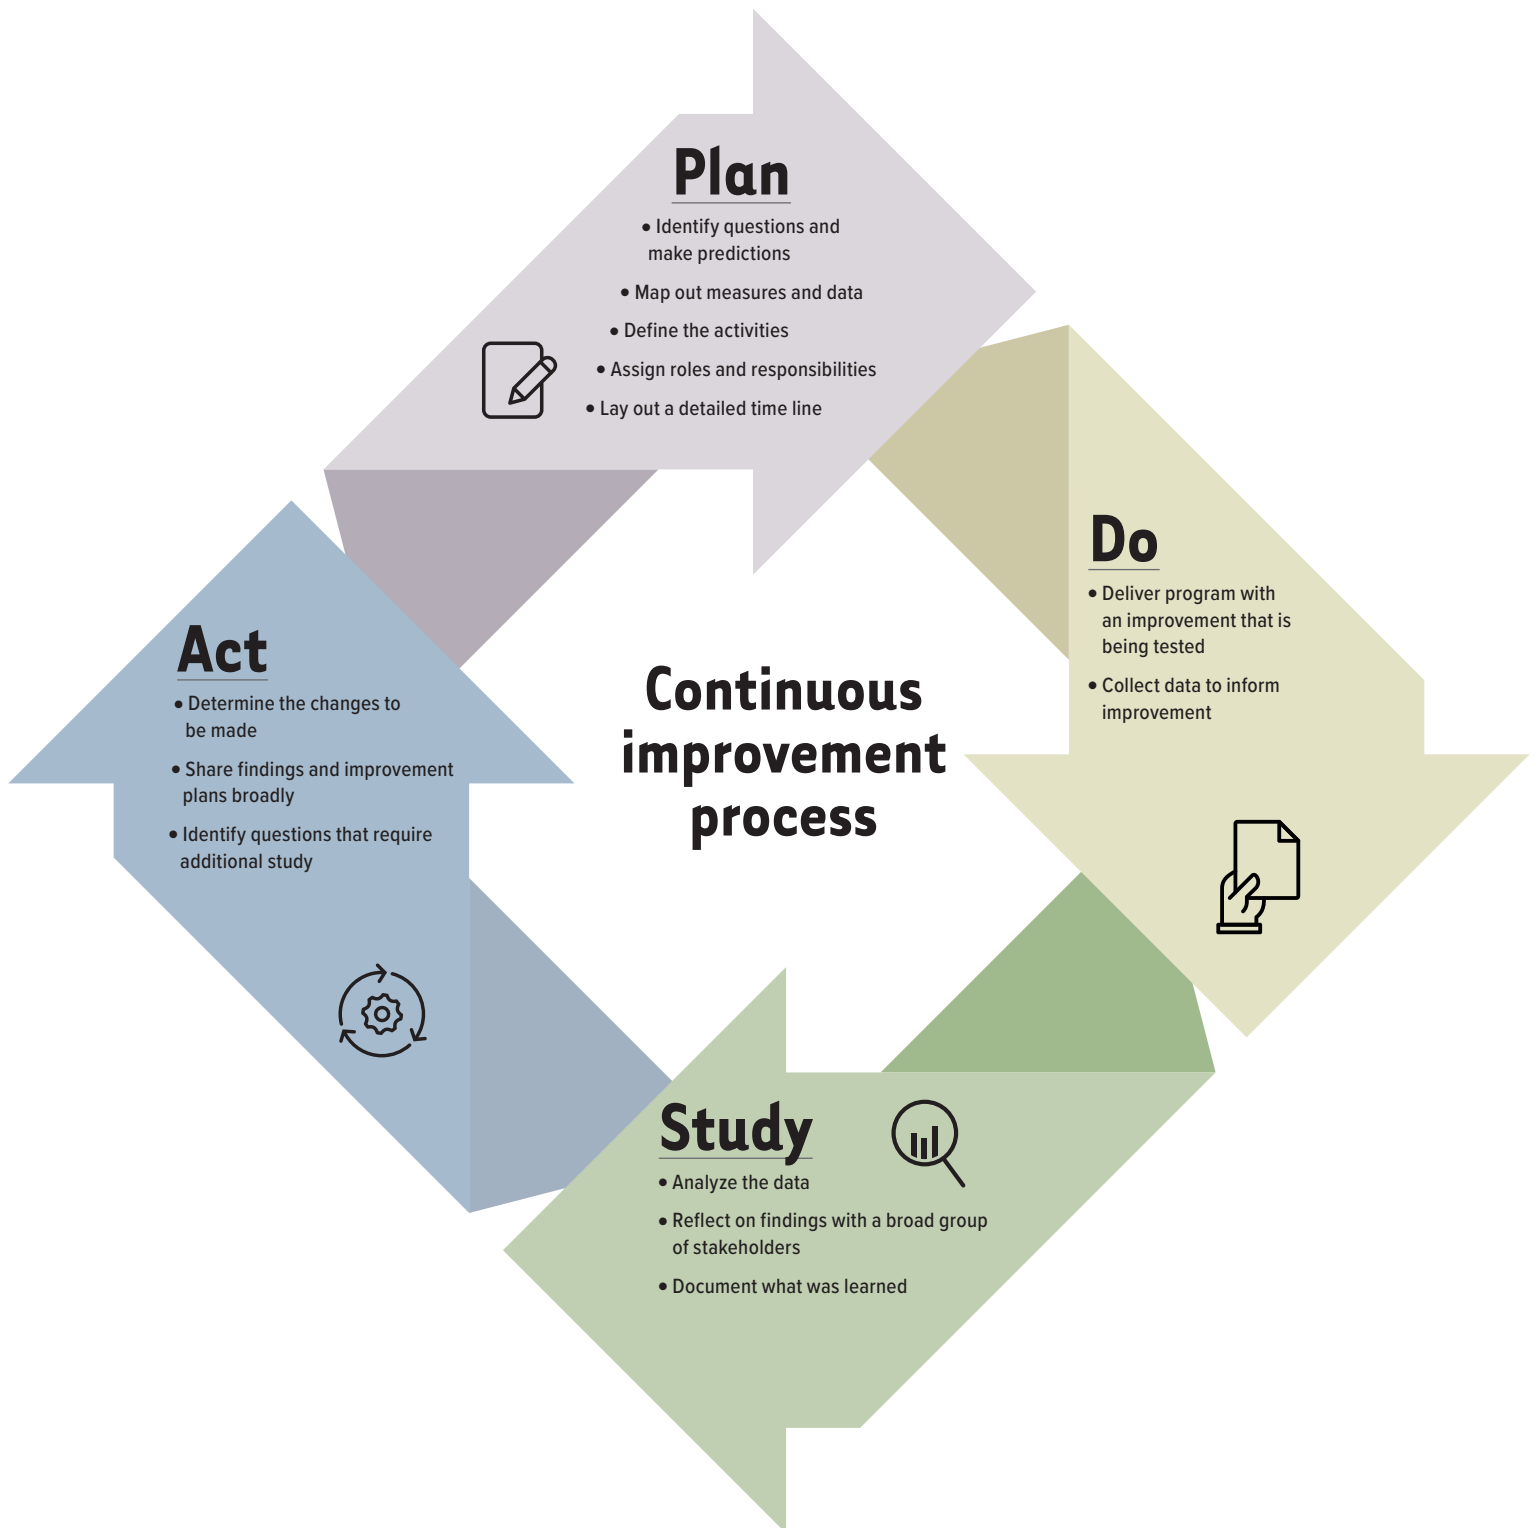 Plan
• Identify questions and
make predictions
• Map out measures and data
• Define the activities
• Assign roles and responsibilities
• Lay out a detailed time line
Do
• Deliver program with
an improvement that is
being tested
• Collect data to inform
improvement
Study
• Analyze the data
• Reflect on findings with a broad group
of stakeholders
• Document what was learned
Act
• Determine the changes to
be made
• Share findings and improvement
plans broadly
• Identify questions that require
additional study
Continuous
improvement
process